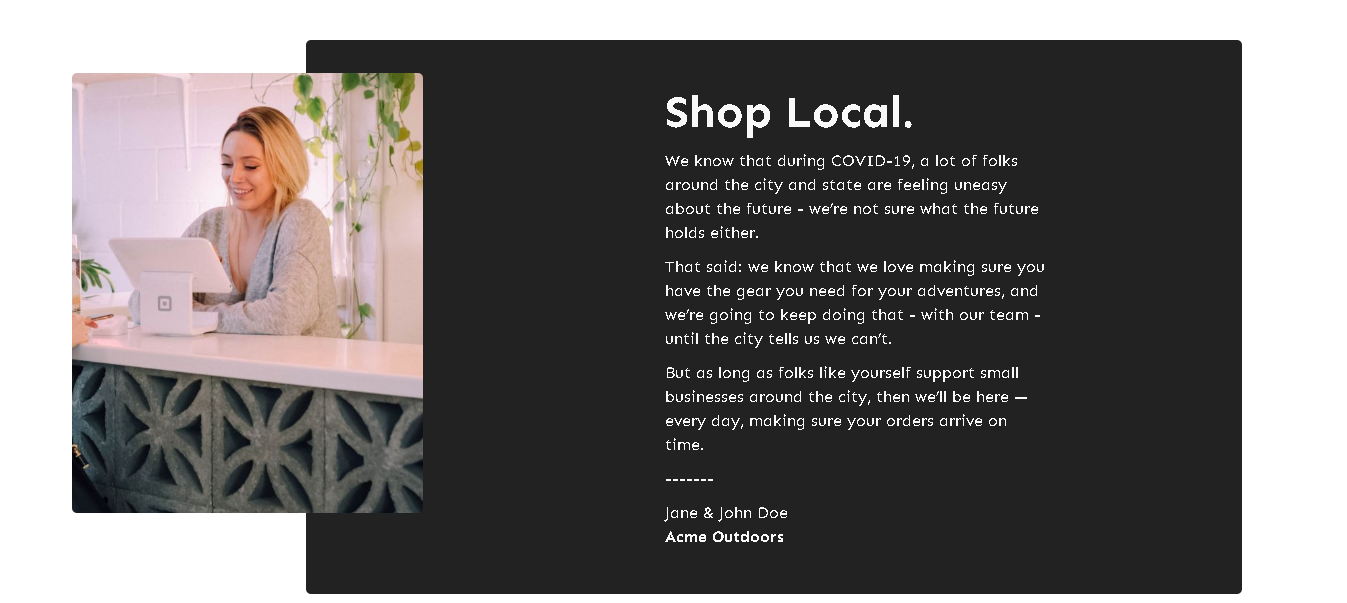 Shop Local.
We know that during COVID-19, a lot of folks
around the city and state are feeling uneasy
about the future - we’re not sure what the future
holds either.
That said: we know that we love making sure you
have the gear you need for your adventures, and
we’re going to keep doing that - with our team -
until the city tells us we can’t.
But as long as folks like yourself support small
businesses around the city, then we’ll be here —
every day, making sure your orders arrive on
time.
-------
Jane & John Doe
Acme Outdoors